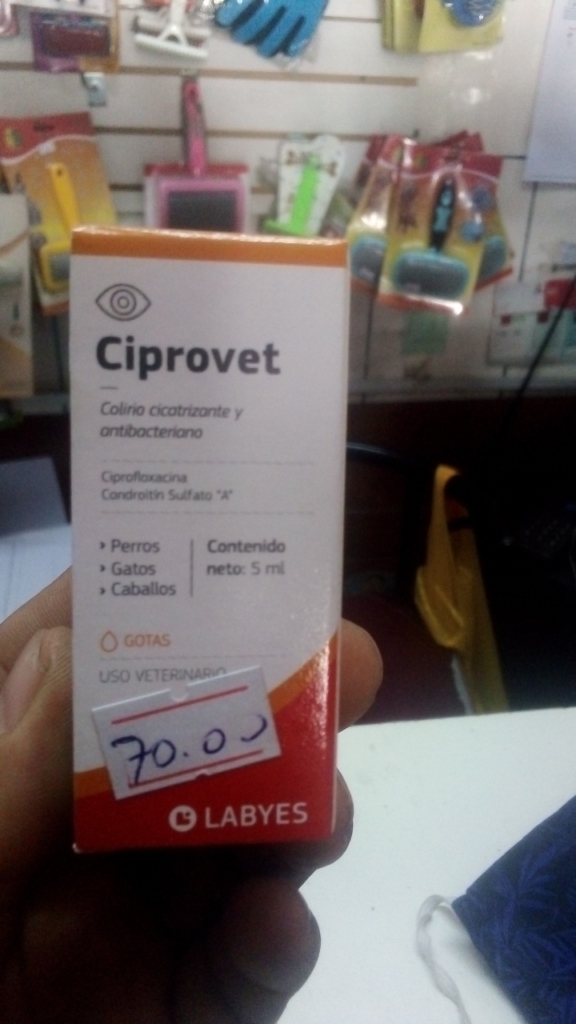 Ciprovet
Colirio cicatrizante y
antibacteriano
Ciprofloxacina
Condroitín Sulfato "A"
› Perros
› Gatos
› Caballos
Contenido
neto: 5 ml
GOTAS
USO VETERINARIO
70.00
LABYES